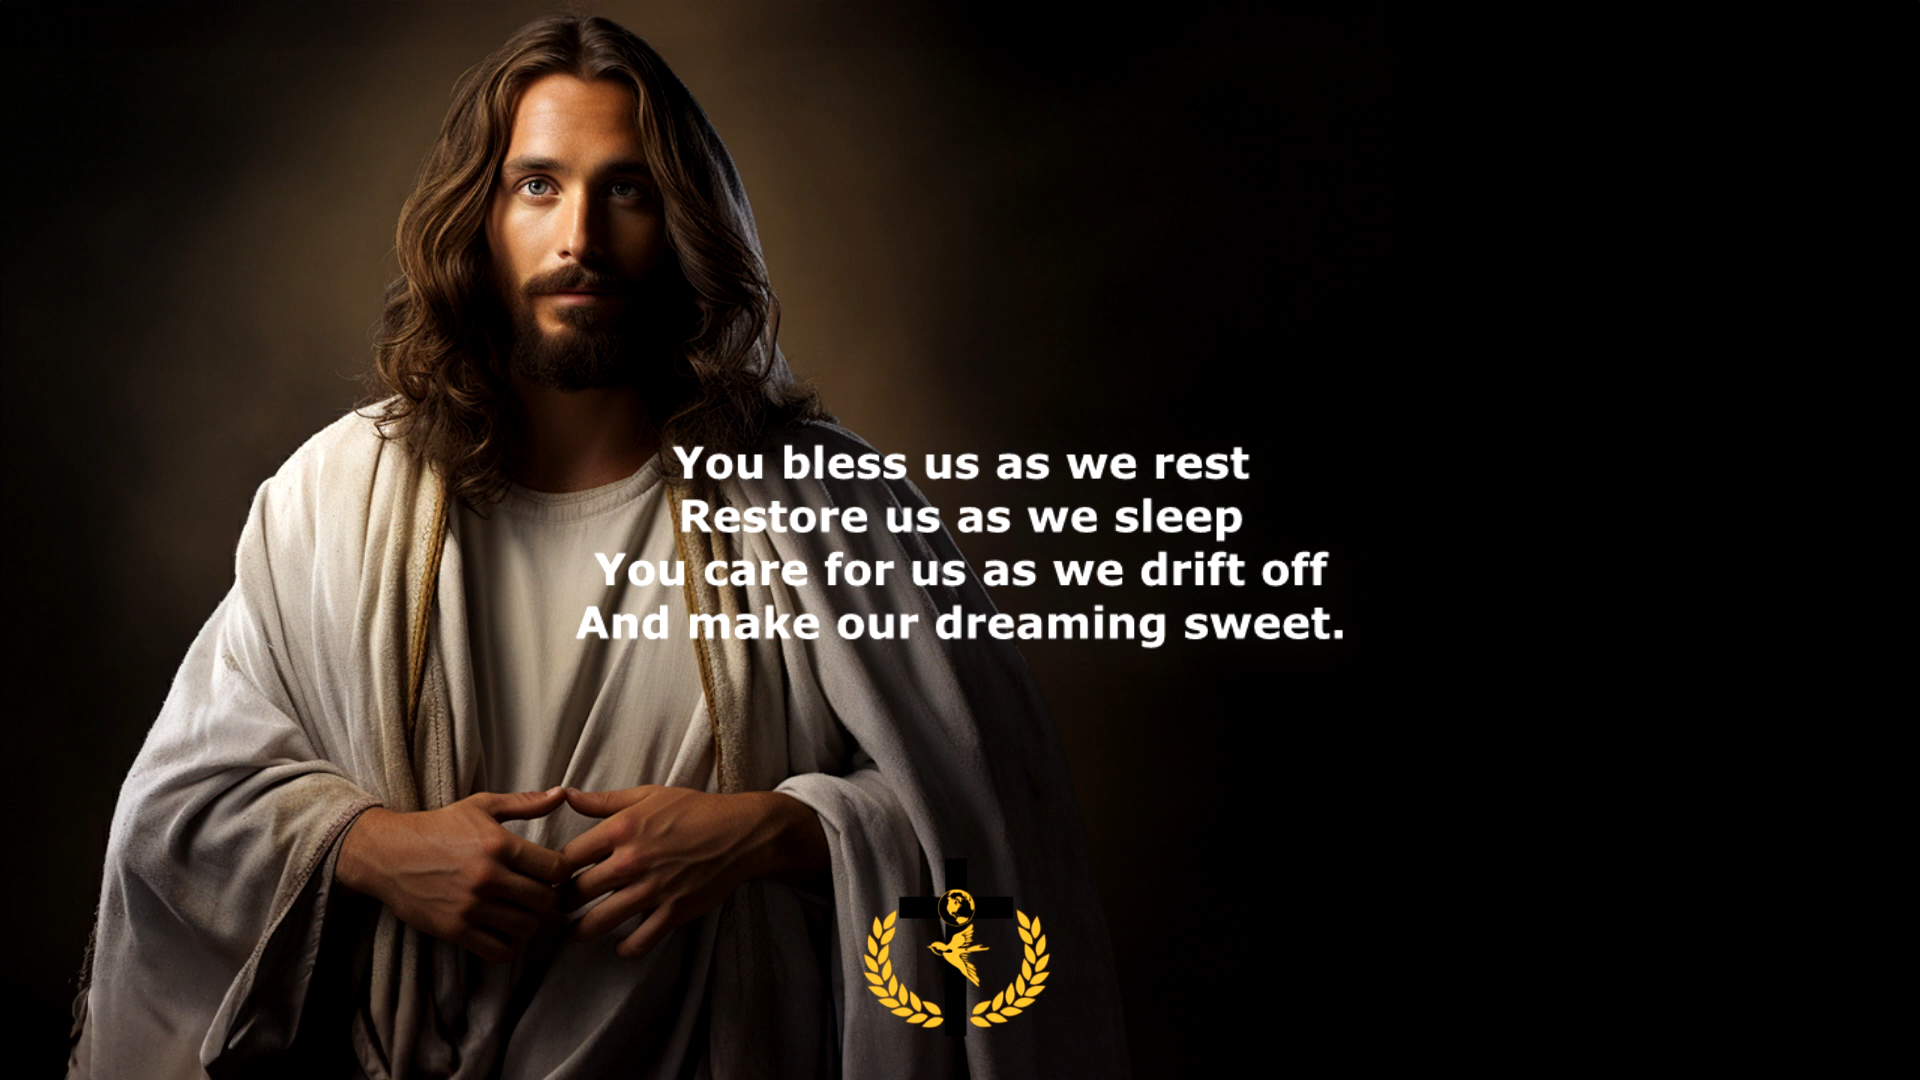 You bless us as we rest
Restore us as we sleep
You care for us as we drift off
And make our dreaming sweet.